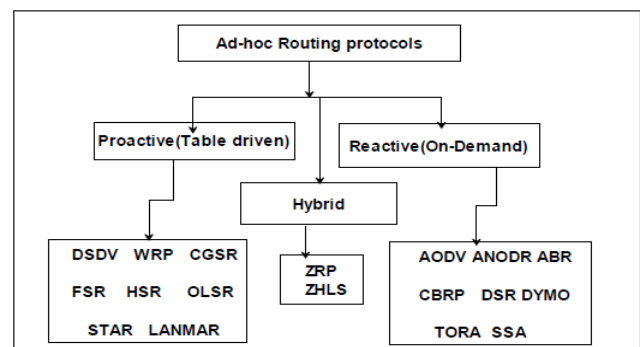 Ad-hoc Routing protocols
Proactive(Table driven)
Reactive(On-Demand)
Hybrid
DSDV WRP CGSR
FSR HSR OLSR
STAR LANMAR
ZRP
ZHLS
AODV ANODR ABR
CBRP DSR DYMO
TORA SSA